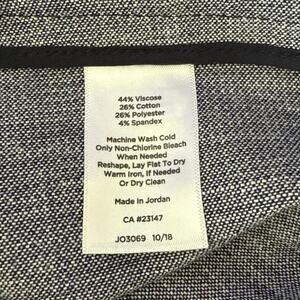 44% Viscose
26% Cotton
26% Polyester
4% Spandex
Machine Wash Cold
Only Non-Chlorine Bleach
When Needed
Reshape, Lay Flat To Dry
Warm Iron, If Needed
Or Dry Clean
Made in Jordan
CA #23147
JO3069 10/18